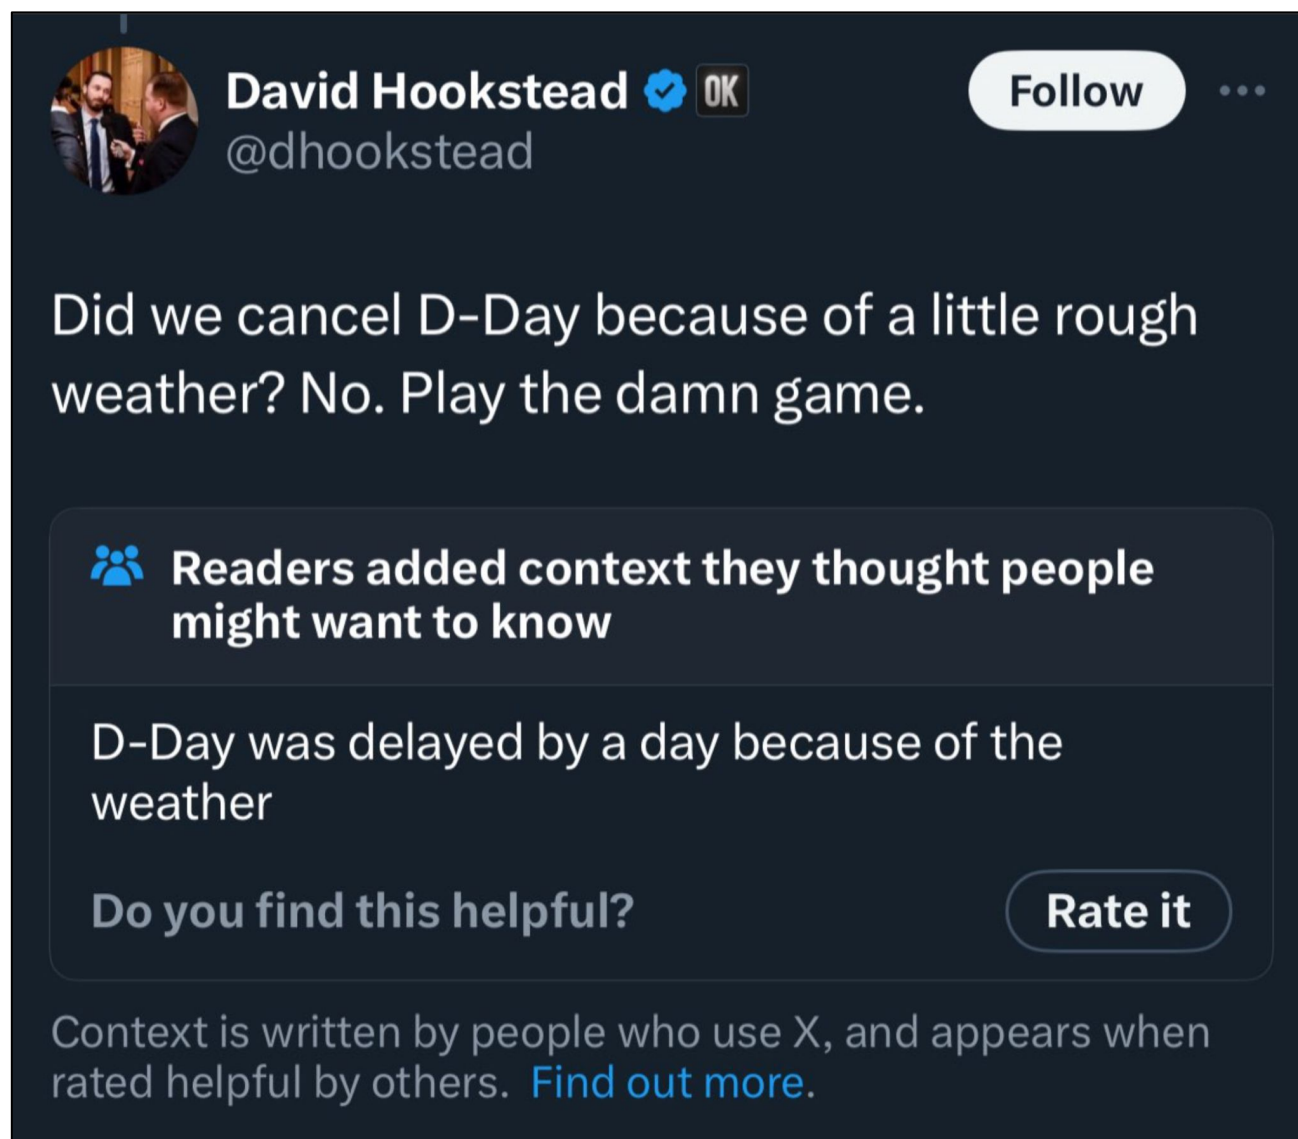 David Hookstead OK
Follow
@dhookstead
Did we cancel D-Day because of a little rough
weather? No. Play the damn game.
Readers added context they thought people
might want to know
D-Day was delayed by a day because of the
weather
Do you find this helpful?
Rate it
Context is written by people who use X, and appears when
rated helpful by others. Find out more.